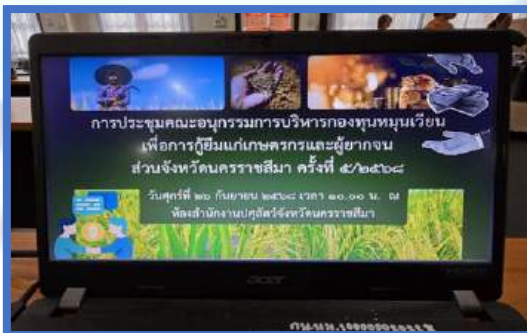 การประชุมคณะอนุกรรมการบริหารกองทุนหมุนเวียน
เพื่อการกู้ยืมแก่เกษตรกรและผู้ยากจน
ส่วนจังหวัดนครราชสีมา ครั้งที่ ๕/๒๕๖๘
วันศุกร์ที่ ๒๖ กันยายน ๒๕๖๘ เวลา ๑๐.๐๐ น. ณ
ห้องสำนักงานปศุสัตว์จังหวัดนครราชสีมา
acer